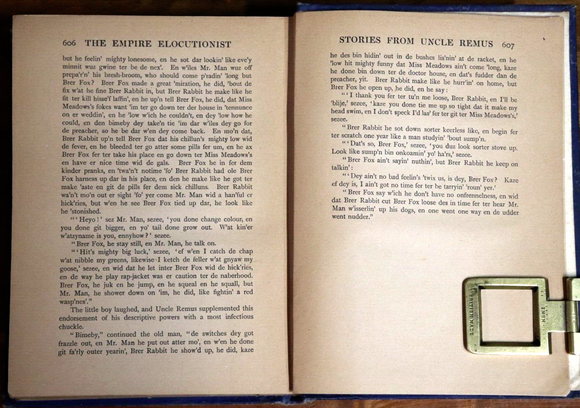 606 THE EMPIRE ELOCUTIONIST
but he feelin' mighty lonesome, en he sot dar lookin' like ev'y
minnit wuz gwine ter be de nex'. En w'iles Mr. Man wuz off
prepa'r'n' his bresh-broom, who should come p'radin' 'long but
Brer Fox? Brer Fox he made a great 'miration, he did, 'bout de
fix w'at he fine Brer Rabbit in, but Brer Rabbit he make like he
fit ter kill hisse'f laffin', en he up'n tell Brer Fox, he did, dat Miss
Meadows's fokes want 'im ter go down ter der house in 'tennunce
en er weddin', en he 'low w'ich he couldn't, en dey 'low how he
could, en den bimeby dey take'n tie 'im dar w'iles dey go for
de preacher, so he be dar w'en dey come back. En mo'n dat,
Brer Rabbit up'n tell Brer Fox dat his chillun's mighty low wid
de fever, en he bleeded ter go atter some pills fer um, en he ax
Brer Fox fer ter take his place en go down ter Miss Meadows's
en have er nice time wid de gals. Brer Fox he in fer dem
kinder pranks, en 'twa'n't no time 'fo' Brer Rabbit had ole Brer
Fox harness up dar in his place, en den he make like he got ter
make 'aste en git de pills fer dem sick chilluns. Brer Rabbit
wa'n't mo'n out er sight 'fo' yer come Mr. Man wid a han'ful er
hick'ries, but w'en he see Brer Fox tied up dar, he look like
he 'stonished.
"'Heyo!' sez Mr. Man, sezee, 'you done change colour, en
you done git bigger, en yo' tail done grow out. W'at kin'er
w'atzyname is you, ennyhow?' sezee.
"Brer Fox, he stay still, en Mr. Man, he talk on.
"'Hit's mighty big luck,' sezee, 'ef w'en I catch de chap
w'at nibble my greens, likewise I ketch de feller w'at gnyaw my
goose,' sezee, en wid dat he let inter Brer Fox wid de hick'ries,
en de way he play rap-jacket wus er caution ter de naberhood.
Brer Fox, he juk en he jump, en he squeal en he squall, but
Mr. Man, he shower down on 'im, he did, like fightin' a red
wasp'nes'."
The little boy laughed, and Uncle Remus supplemented this
endorsement of his descriptive powers with a most infectious
chuckle.
"Bimeby," continued the old man, "de switches dey got
frazzle out, en Mr. Man he put out atter mo', en w'en he done
git fa'rly outer yearin', Brer Rabbit he show'd up, he did, kaze
STORIES FROM UNCLE REMUS 607
he des bin hidin' out in de bushes lis'nin' at de racket, en he
'low hit mighty funny dat Miss Meadows ain't come 'long, kaze
he done bin down ter de doctor house, en dat's fudder dan de
preacher, yit. Brer Rabbit make like he hurr'in' on home, but
Brer Fox he open up, he did, en he say:
"'I thank you fer ter tu'n me loose, Brer Rabbit, en I'll be
'blije,' sezee, 'kaze you done tie me up so tight dat it make my
head swim, en I don't speck I'd las' fer ter git ter Miss Meadows's,'
sezee.
"Brer Rabbit he sot down sorter keerless like, en begin fer
ter scratch one year like a man studyin' 'bout sump'n.
"'Dat's so, Brer Fox,' sezee, 'you duz look sorter stove up.
Look like sump'n bin onkoamin' yo' ha'rs,' sezee.
"Brer Fox ain't sayin' nuthin', but Brer Rabbit he keep on
talkin':
"'Dey ain't no bad feelin's 'twix us, is dey, Brer Fox? Kaze
ef dey is, I ain't got no time fer ter be tarryin' 'roun' yer.'
"Brer Fox say w'ich he don't have no onfrennelness, en wid
dat Brer Rabbit cut Brer Fox loose des in time fer ter hear Mr.
Man w'isserlin' up his dogs, en one went one way en de udder
went nudder."